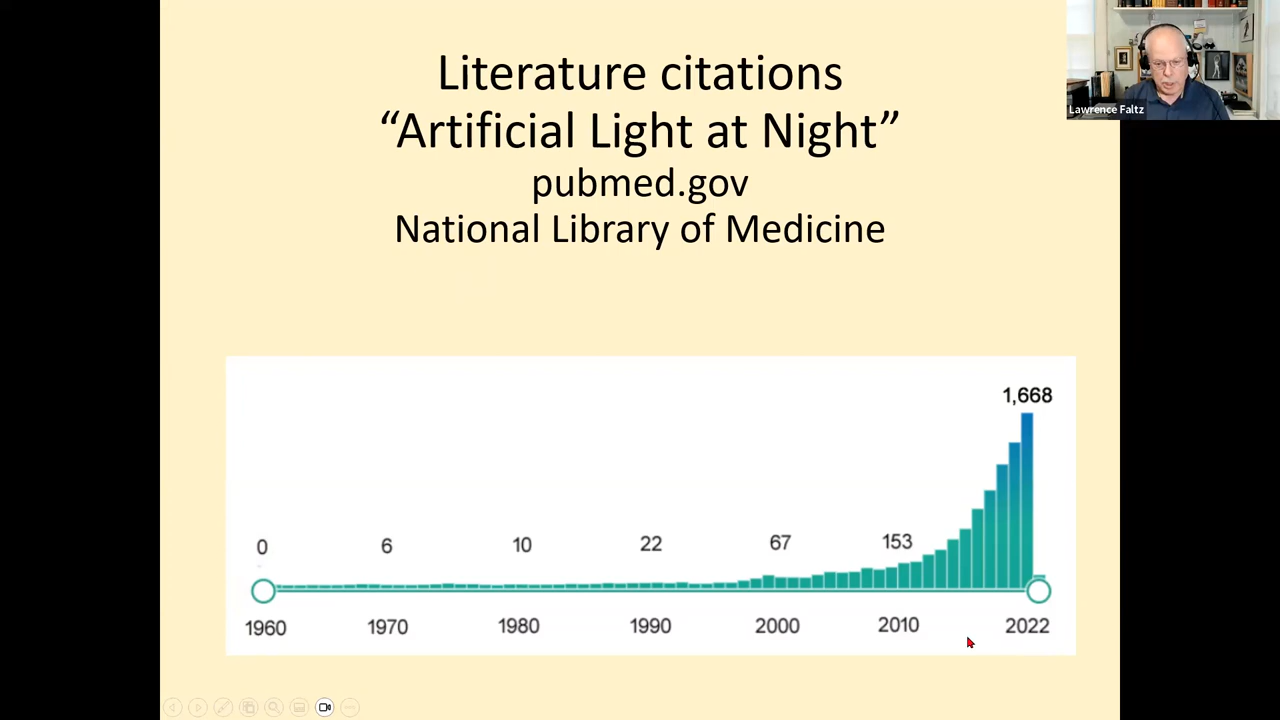 Literature citations
“Artificial Light at Night”
pubmed.gov
National Library of Medicine
Lawrence Faltz
1,668
0 6 10 22 67 153
1960 1970 1980 1990 2000 2010 2022